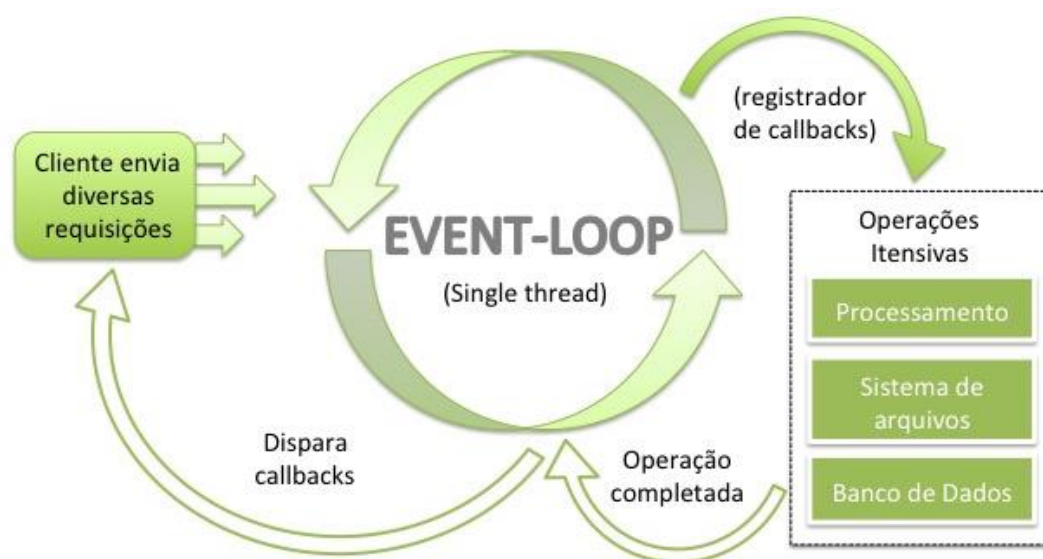 Cliente envia
diversas
requisições
EVENT-LOOP
(Single thread)
(registrador
de callbacks)
Operações
Itensivas
Processamento
Sistema de
arquivos
Banco de Dados
Operação
completada
Dispara
callbacks